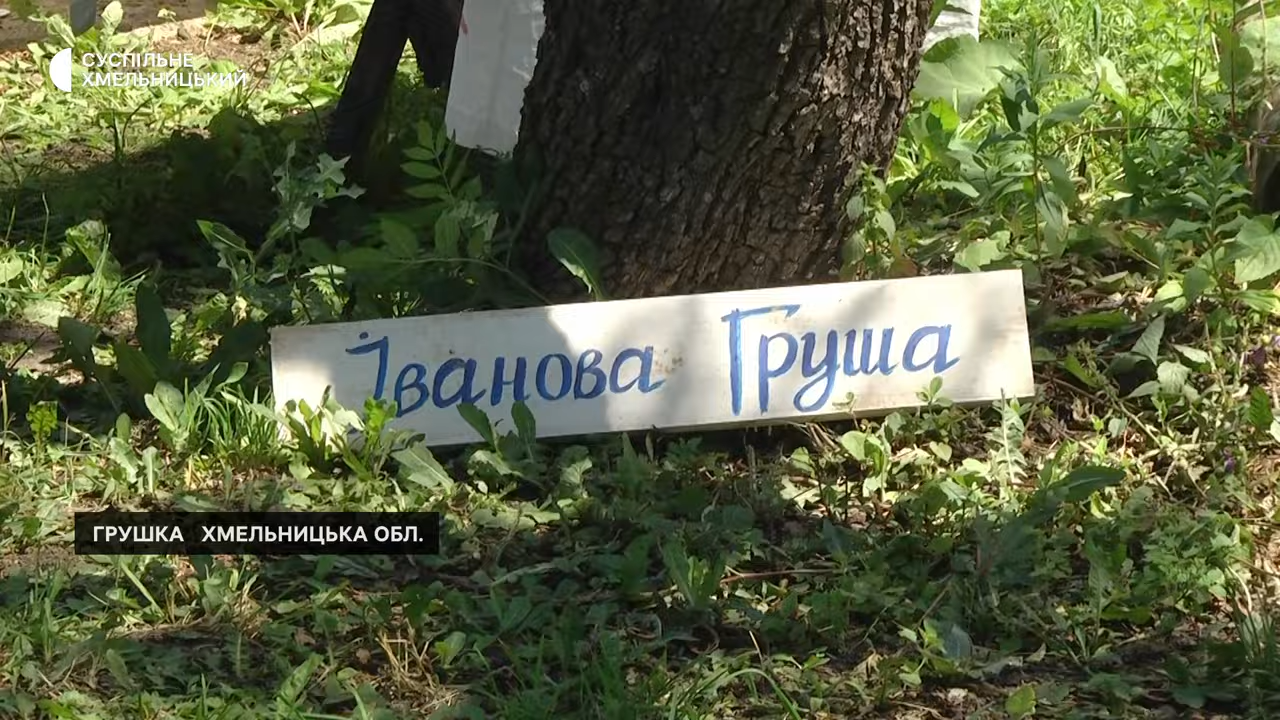 СУСПІЛЬНЕ
ХМЕЛЬНИЦЬКИЙ
Іванова Груша
ГРУШКА ХМЕЛЬНИЦЬКА ОБЛ.